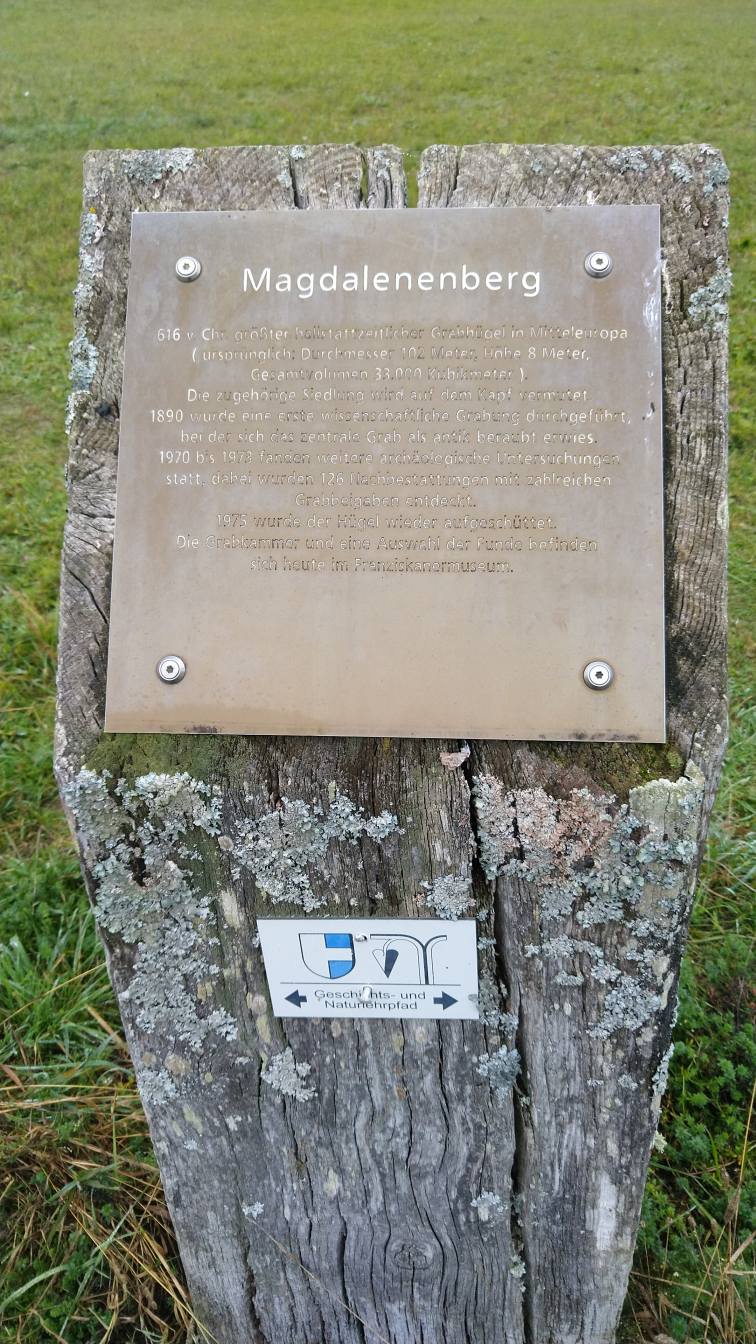 Magdalenenberg
616 v. Chr. größter hallstattzeitlicher Grabhügel in Mitteleuropa
( ursprünglich: Durchmesser 102 Meter, Höhe 8 Meter,
Gesamtvolumen 33.000 Kubikmeter ).
Die zugehörige Siedlung wird auf dem Kapf vermutet.
1890 wurde eine erste wissenschaftliche Grabung durchgeführt,
bei der sich das zentrale Grab als antik beraubt erwies.
1970 bis 1973 fanden weitere archäologische Untersuchungen
statt, dabei wurden 126 Nachbestattungen mit zahlreichen
Grabbeigaben entdeckt.
1975 wurde der Hügel wieder aufgeschüttet.
Die Grabkammer und eine Auswahl der Funde befinden
sich heute im Franziskanermuseum.
Geschichts- und
Naturlehrpfad